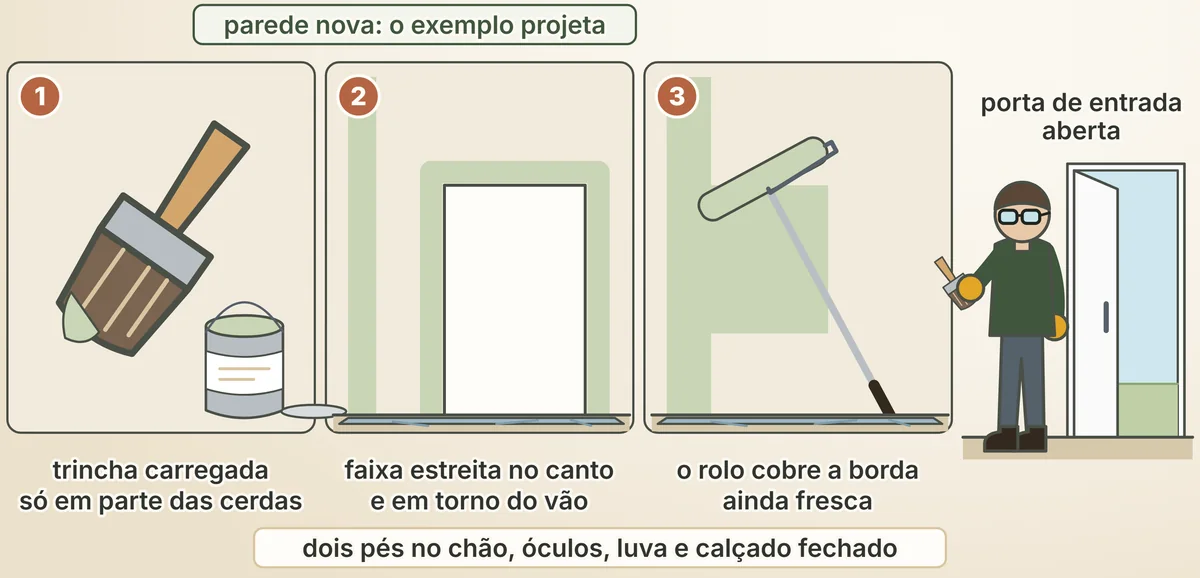 parede nova: o exemplo projeta
1
2
3
porta de entrada
aberta
trincha carregada
só em parte das cerdas
faixa estreita no canto
e em torno do vão
o rolo cobre a borda
ainda fresca
dois pés no chão, óculos, luva e calçado fechado